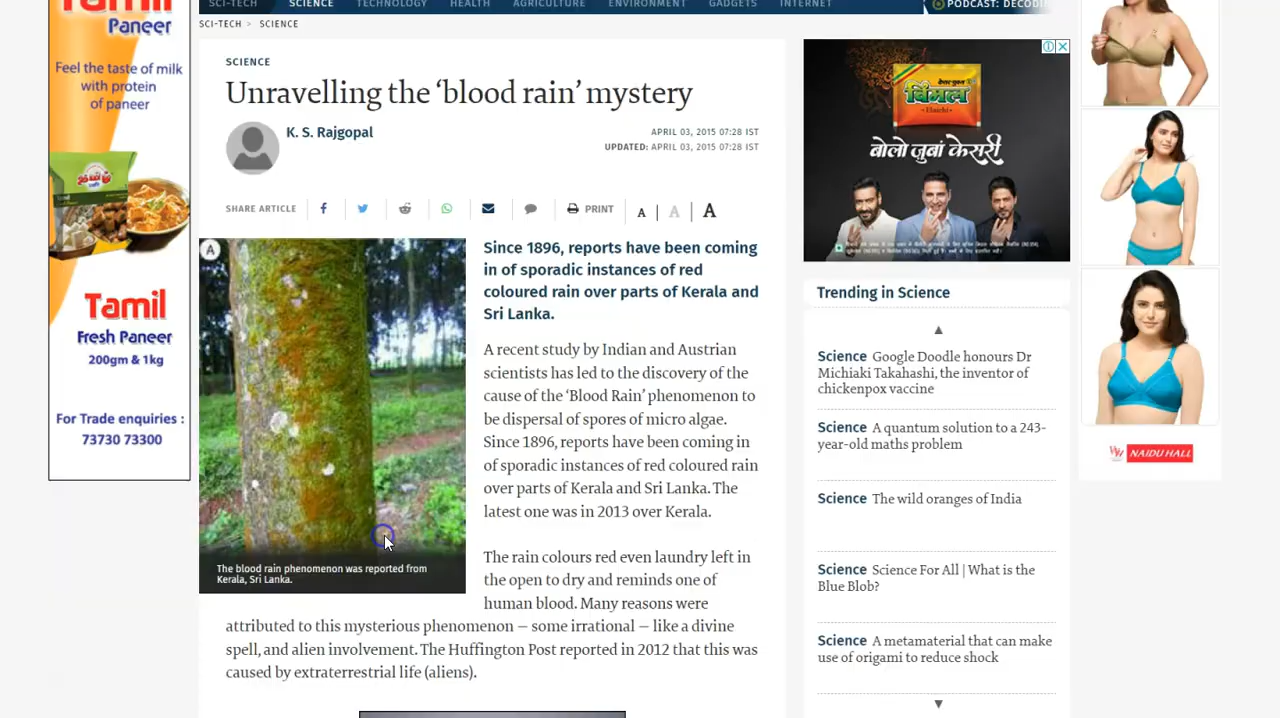 Tamil
Paneer
Feel the taste of milk
with protein
of paneer
Tamil
Fresh Paneer
200gm & 1kg
For Trade enquiries :
73730 73300
SCI-TECH SCIENCE TECHNOLOGY HEALTH AGRICULTURE ENVIRONMENT GADGETS INTERNET
PODCAST: DECODIN
SCI-TECH > SCIENCE
SCIENCE
Unravelling the ‘blood rain’ mystery
K. S. Rajgopal
APRIL 03, 2015 07:28 IST
UPDATED: APRIL 03, 2015 07:28 IST
SHARE ARTICLE
PRINT
A | A | A
A
The blood rain phenomenon was reported from
Kerala, Sri Lanka.
Since 1896, reports have been coming
in of sporadic instances of red
coloured rain over parts of Kerala and
Sri Lanka.
A recent study by Indian and Austrian
scientists has led to the discovery of the
cause of the ‘Blood Rain’ phenomenon to
be dispersal of spores of micro algae.
Since 1896, reports have been coming in
of sporadic instances of red coloured rain
over parts of Kerala and Sri Lanka. The
latest one was in 2013 over Kerala.
The rain colours red even laundry left in
the open to dry and reminds one of
human blood. Many reasons were
attributed to this mysterious phenomenon — some irrational — like a divine
spell, and alien involvement. The Huffington Post reported in 2012 that this was
caused by extraterrestrial life (aliens).
विमल
Elaichi
बोलो ज़ुबां केसरी
Trending in Science
Science Google Doodle honours Dr
Michiaki Takahashi, the inventor of
chickenpox vaccine
Science A quantum solution to a 243-
year-old maths problem
Science The wild oranges of India
Science Science For All | What is the
Blue Blob?
Science A metamaterial that can make
use of origami to reduce shock
NAIDU HALL